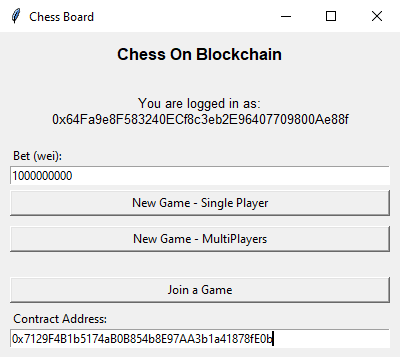 Chess Board
Chess On Blockchain
You are logged in as:
0x64Fa9e8F583240ECf8c3eb2E96407709800Ae88f
Bet (wei):
1000000000
New Game - Single Player
New Game - MultiPlayers
Join a Game
Contract Address:
0x7129F4B1b5174aB0B854b8E97AA3b1a41878fE0b